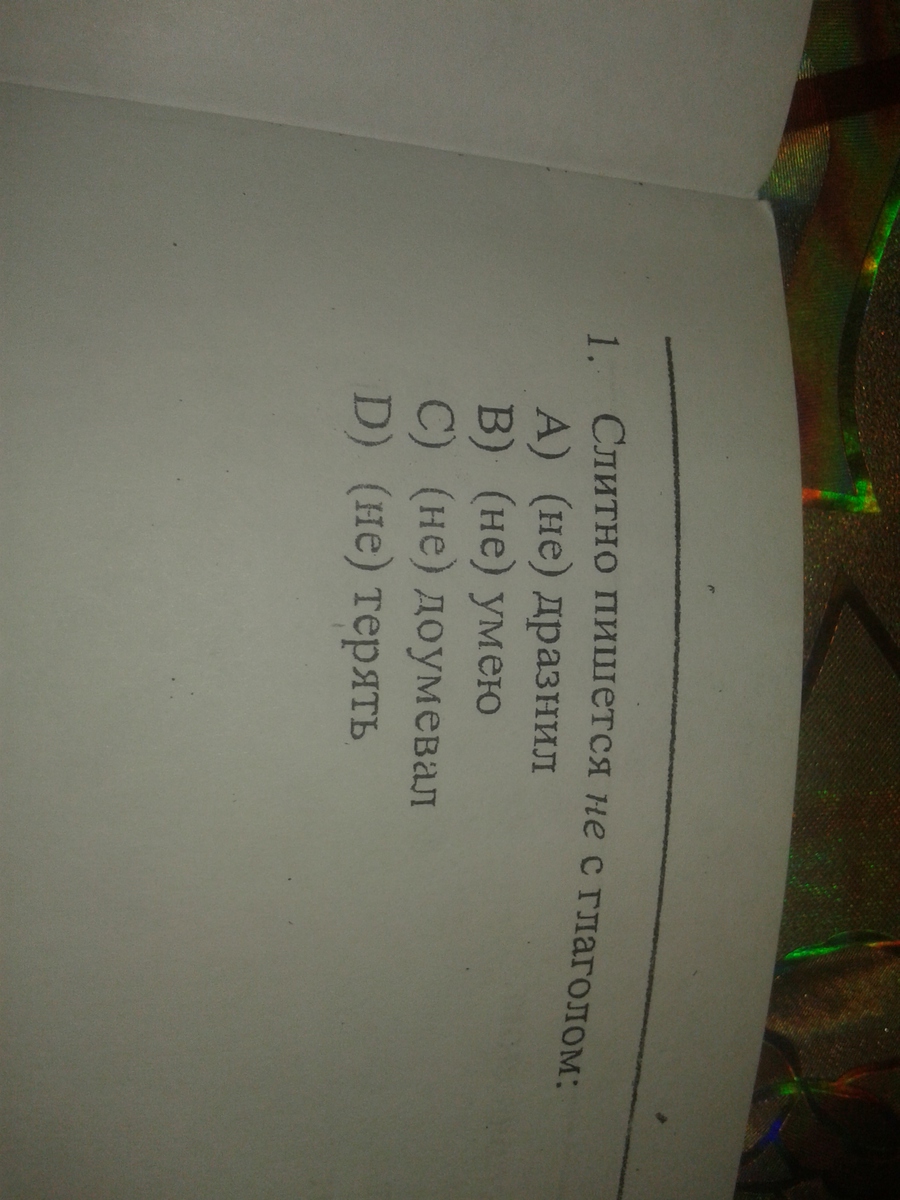 1. Слитно пишется не с глаголом:
A) (не) дразнил
B) (не) умею
C) (не) доумевал
D) (не) терять